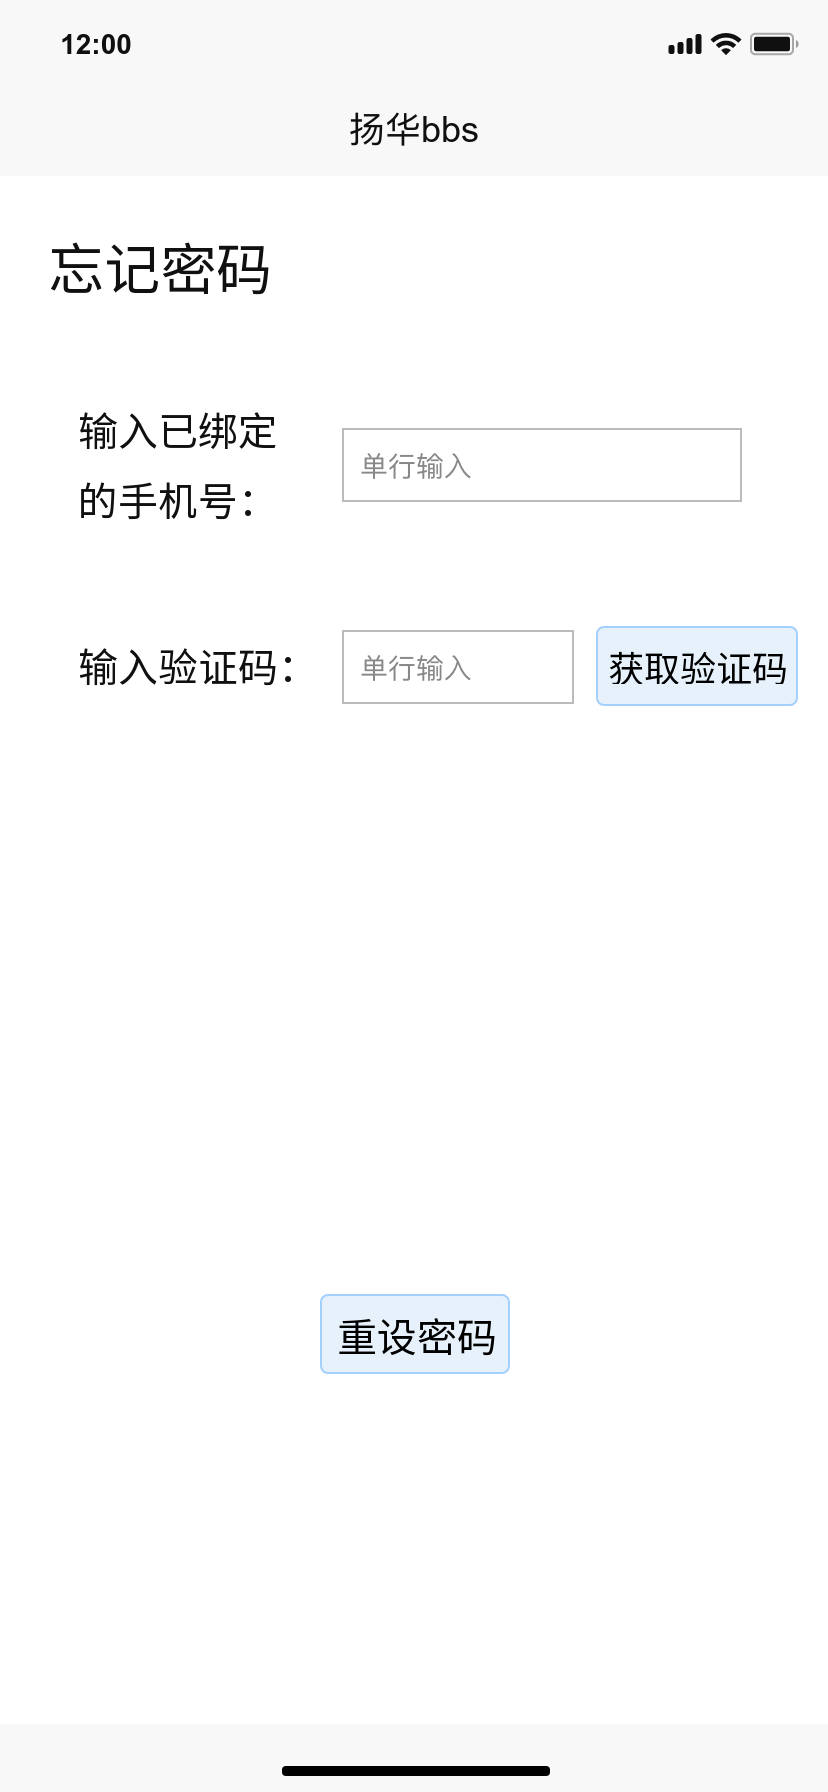 12:00
扬华bbs
忘记密码
输入已绑定
的手机号：
单行输入
输入验证码：
单行输入
获取验证码
重设密码